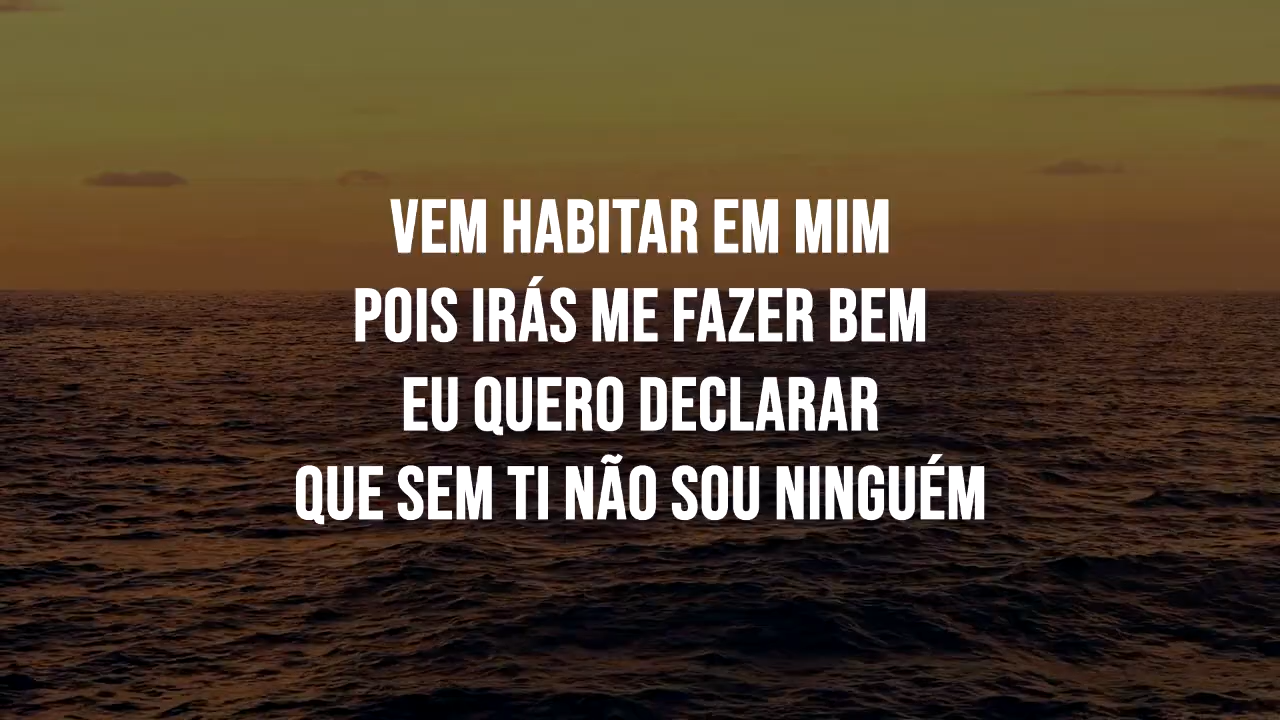 VEM HABITAR EM MIM
POIS IRÁS ME FAZER BEM
EU QUERO DECLARAR
QUE SEM TI NÃO SOU NINGUÉM